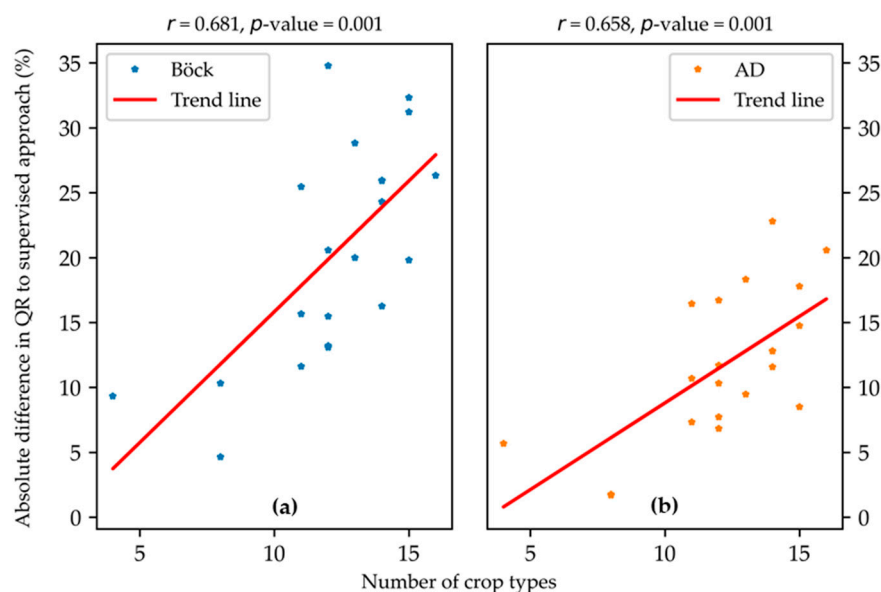 r = 0.681, p-value = 0.001
r = 0.658, p-value = 0.001
Absolute difference in QR to supervised approach (%)
35
30
25
20
15
10
5
0
Böck
Trend line
(a)
5
10
15
AD
Trend line
(b)
5
10
15
35
30
25
20
15
10
5
0
Number of crop types